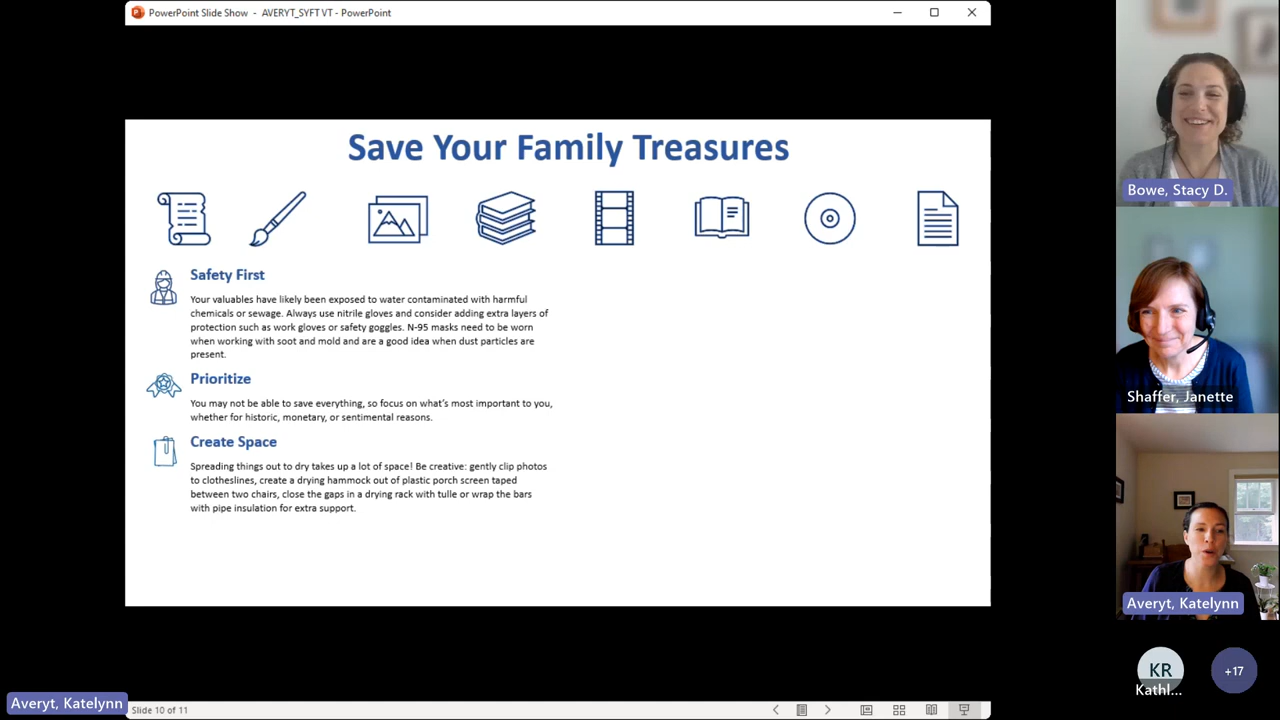 PowerPoint Slide Show - AVERYT_SYFT VT - PowerPoint
Save Your Family Treasures
Safety First
Your valuables have likely been exposed to water contaminated with harmful
chemicals or sewage. Always use nitrile gloves and consider adding extra layers of
protection such as work gloves or safety goggles. N-95 masks need to be worn
when working with soot and mold and are a good idea when dust particles are
present.
Prioritize
You may not be able to save everything, so focus on what's most important to you,
whether for historic, monetary, or sentimental reasons.
Create Space
Spreading things out to dry takes up a lot of space! Be creative: gently clip photos
to clotheslines, create a drying hammock out of plastic porch screen taped
between two chairs, close the gaps in a drying rack with tulle or wrap the bars
with pipe insulation for extra support.
Slide 10 of 11
Averyt, Katelynn
Bowe, Stacy D.
Shaffer, Janette
Averyt, Katelynn
KR
Kathl...
+17